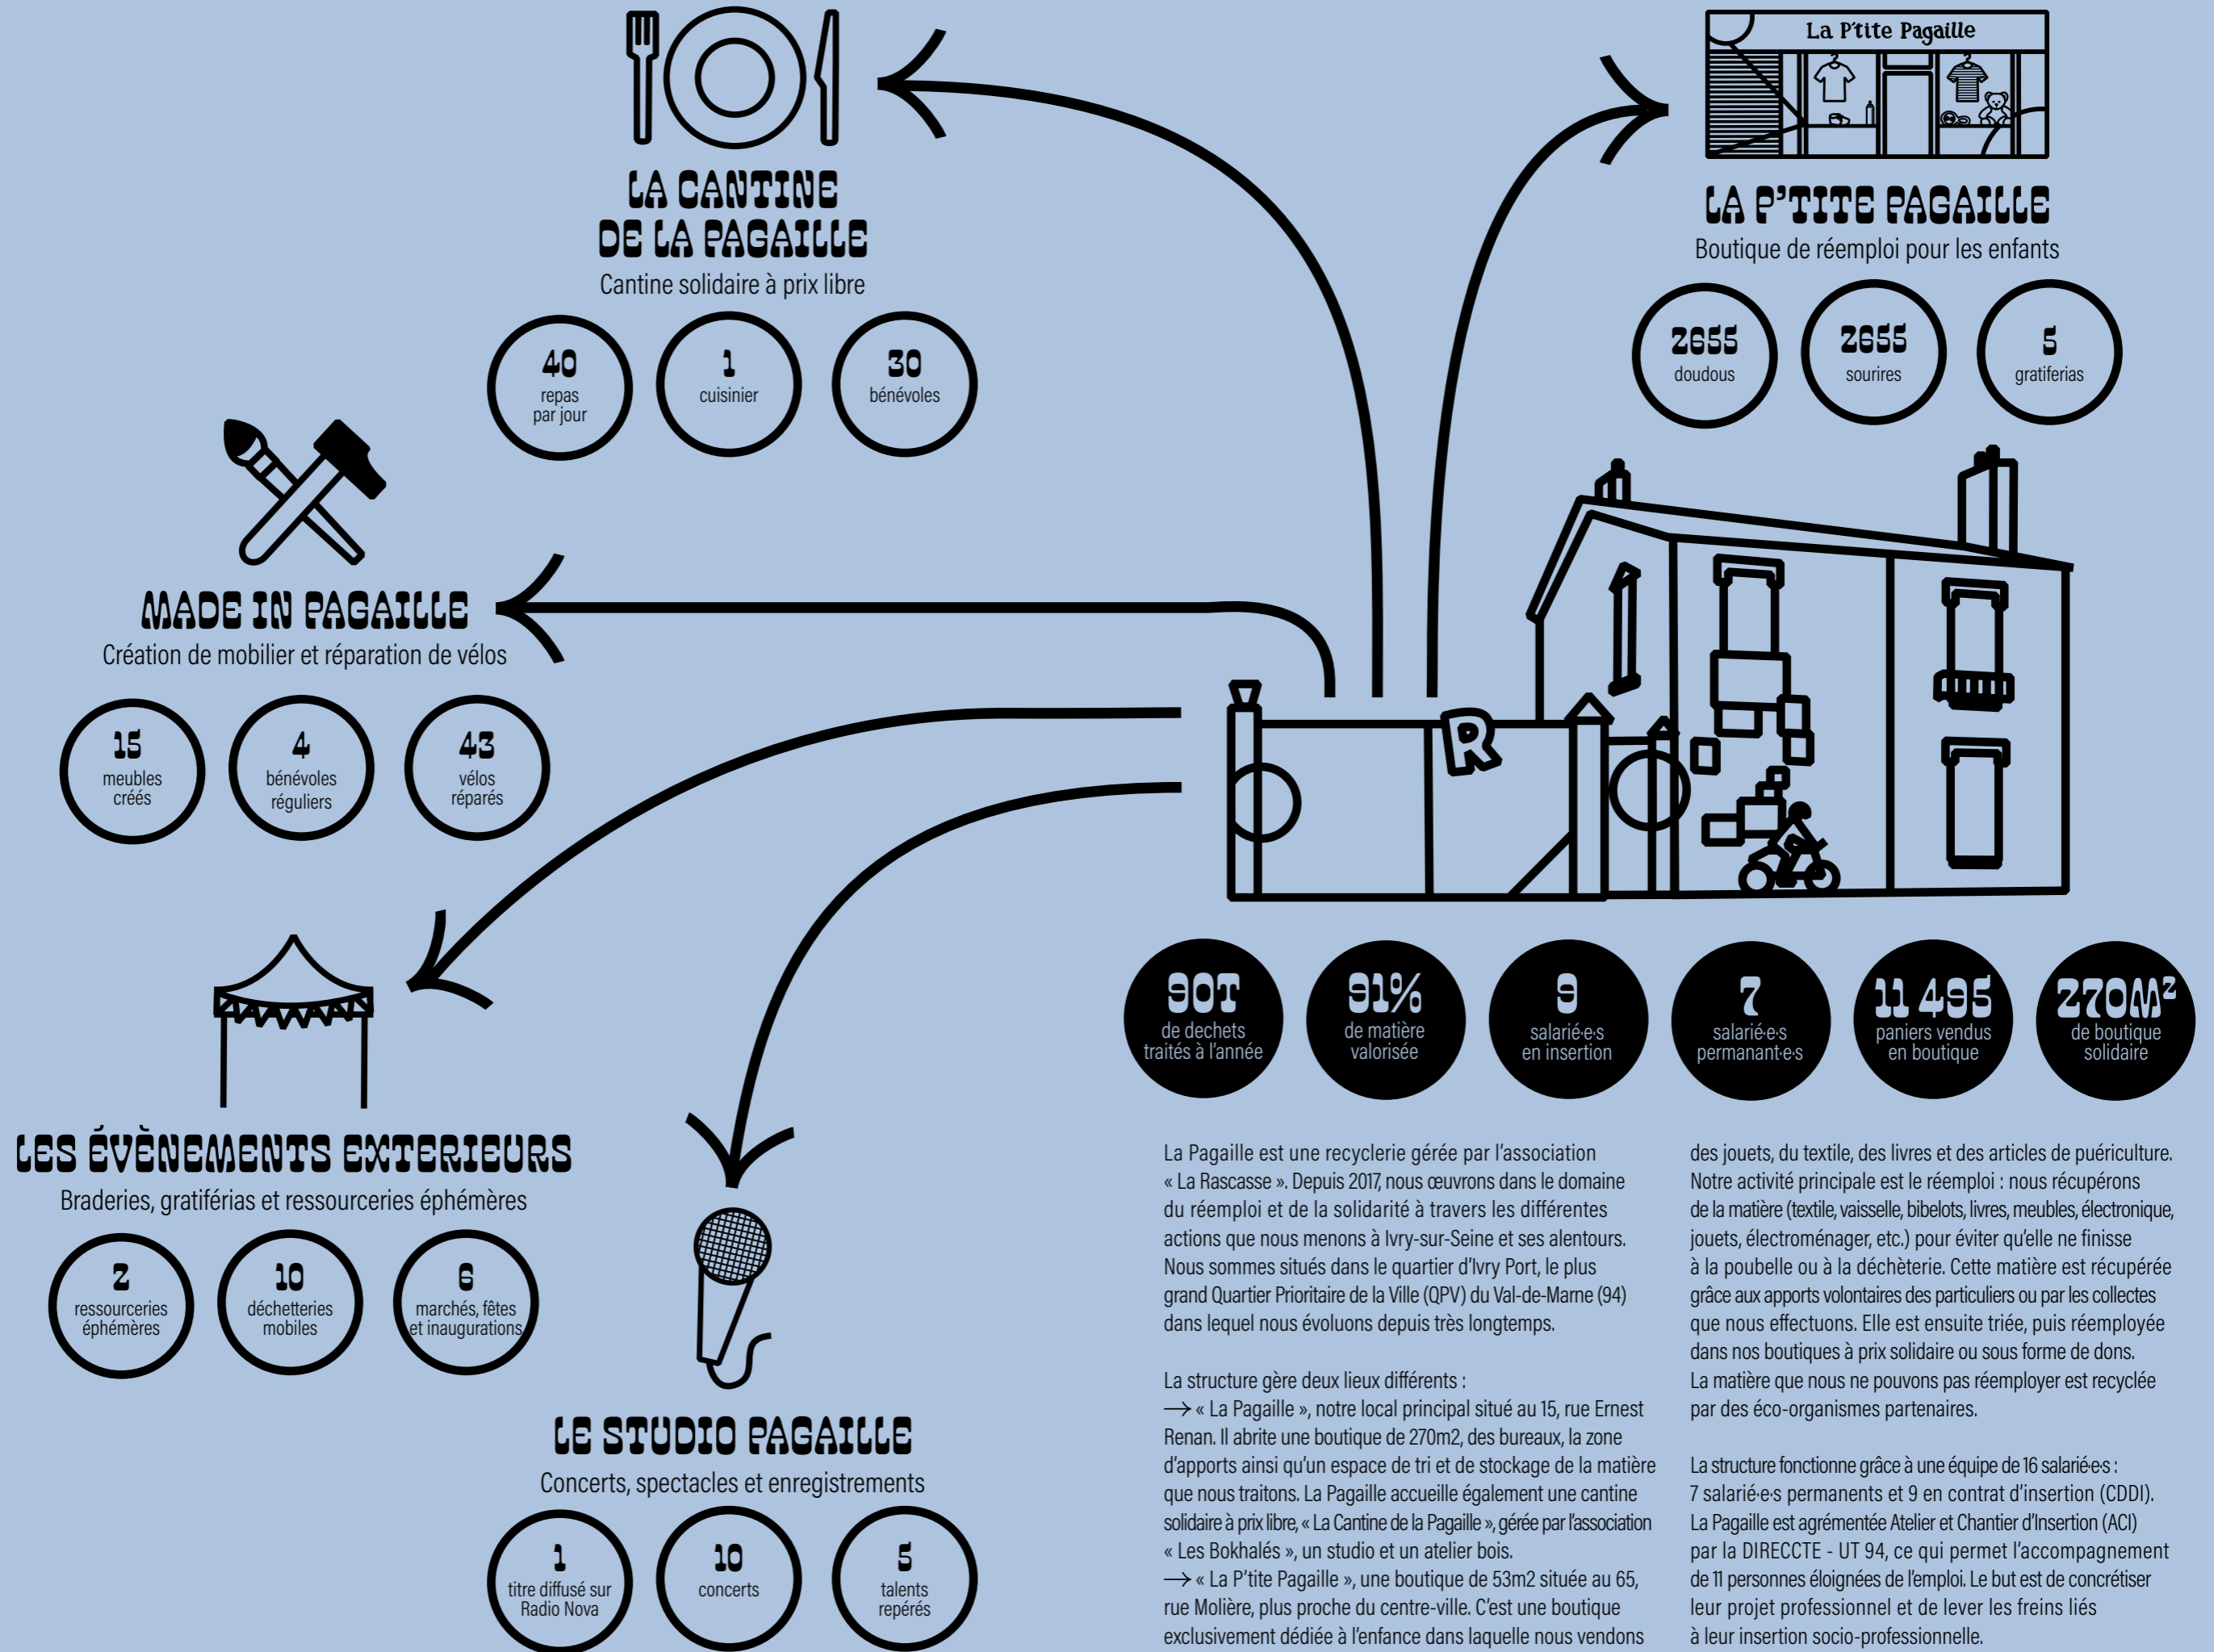 LA CANTINE
DE LA PAGAILLE
Cantine solidaire à prix libre
40
repas
par jour
1
cuisinier
30
bénévoles
La P'tite Pagaille
LA P'TITE PAGAILLE
Boutique de réemploi pour les enfants
2655
doudous
2655
sourires
5
gratiferias
MADE IN PAGAILLE
Création de mobilier et réparation de vélos
15
meubles
créés
4
bénévoles
réguliers
43
vélos
réparés
R
LES ÉVÈNEMENTS EXTERIEURS
Braderies, gratiférias et ressourceries éphémères
2
ressourceries
éphémères
10
déchetteries
mobiles
6
marchés, fêtes
et inaugurations
LE STUDIO PAGAILLE
Concerts, spectacles et enregistrements
1
titre diffusé sur
Radio Nova
10
concerts
5
talents
repérés
90T
de dechets
traités à l'année
91%
de matière
valorisée
9
salarié·e·s
en insertion
7
salarié·e·s
permanant·e·s
11 495
paniers vendus
en boutique
270M²
de boutique
solidaire
La Pagaille est une recyclerie gérée par l'association
« La Rascasse ». Depuis 2017, nous œuvrons dans le domaine
du réemploi et de la solidarité à travers les différentes
actions que nous menons à Ivry-sur-Seine et ses alentours.
Nous sommes situés dans le quartier d'Ivry Port, le plus
grand Quartier Prioritaire de la Ville (QPV) du Val-de-Marne (94)
dans lequel nous évoluons depuis très longtemps.
La structure gère deux lieux différents :
→ « La Pagaille », notre local principal situé au 15, rue Ernest
Renan. Il abrite une boutique de 270m2, des bureaux, la zone
d'apports ainsi qu'un espace de tri et de stockage de la matière
que nous traitons. La Pagaille accueille également une cantine
solidaire à prix libre, « La Cantine de la Pagaille », gérée par l'association
« Les Bokhalés », un studio et un atelier bois.
→ « La P'tite Pagaille », une boutique de 53m2 située au 65,
rue Molière, plus proche du centre-ville. C'est une boutique
exclusivement dédiée à l'enfance dans laquelle nous vendons
des jouets, du textile, des livres et des articles de puériculture.
Notre activité principale est le réemploi : nous récupérons
de la matière (textile, vaisselle, bibelots, livres, meubles, électronique,
jouets, électroménager, etc.) pour éviter qu'elle ne finisse
à la poubelle ou à la déchèterie. Cette matière est récupérée
grâce aux apports volontaires des particuliers ou par les collectes
que nous effectuons. Elle est ensuite triée, puis réemployée
dans nos boutiques à prix solidaire ou sous forme de dons.
La matière que nous ne pouvons pas réemployer est recyclée
par des éco-organismes partenaires.
La structure fonctionne grâce à une équipe de 16 salarié·e·s :
7 salarié·e·s permanents et 9 en contrat d'insertion (CDDI).
La Pagaille est agrémentée Atelier et Chantier d'Insertion (ACI)
par la DIRECCTE - UT 94, ce qui permet l'accompagnement
de 11 personnes éloignées de l'emploi. Le but est de concrétiser
leur projet professionnel et de lever les freins liés
à leur insertion socio-professionnelle.